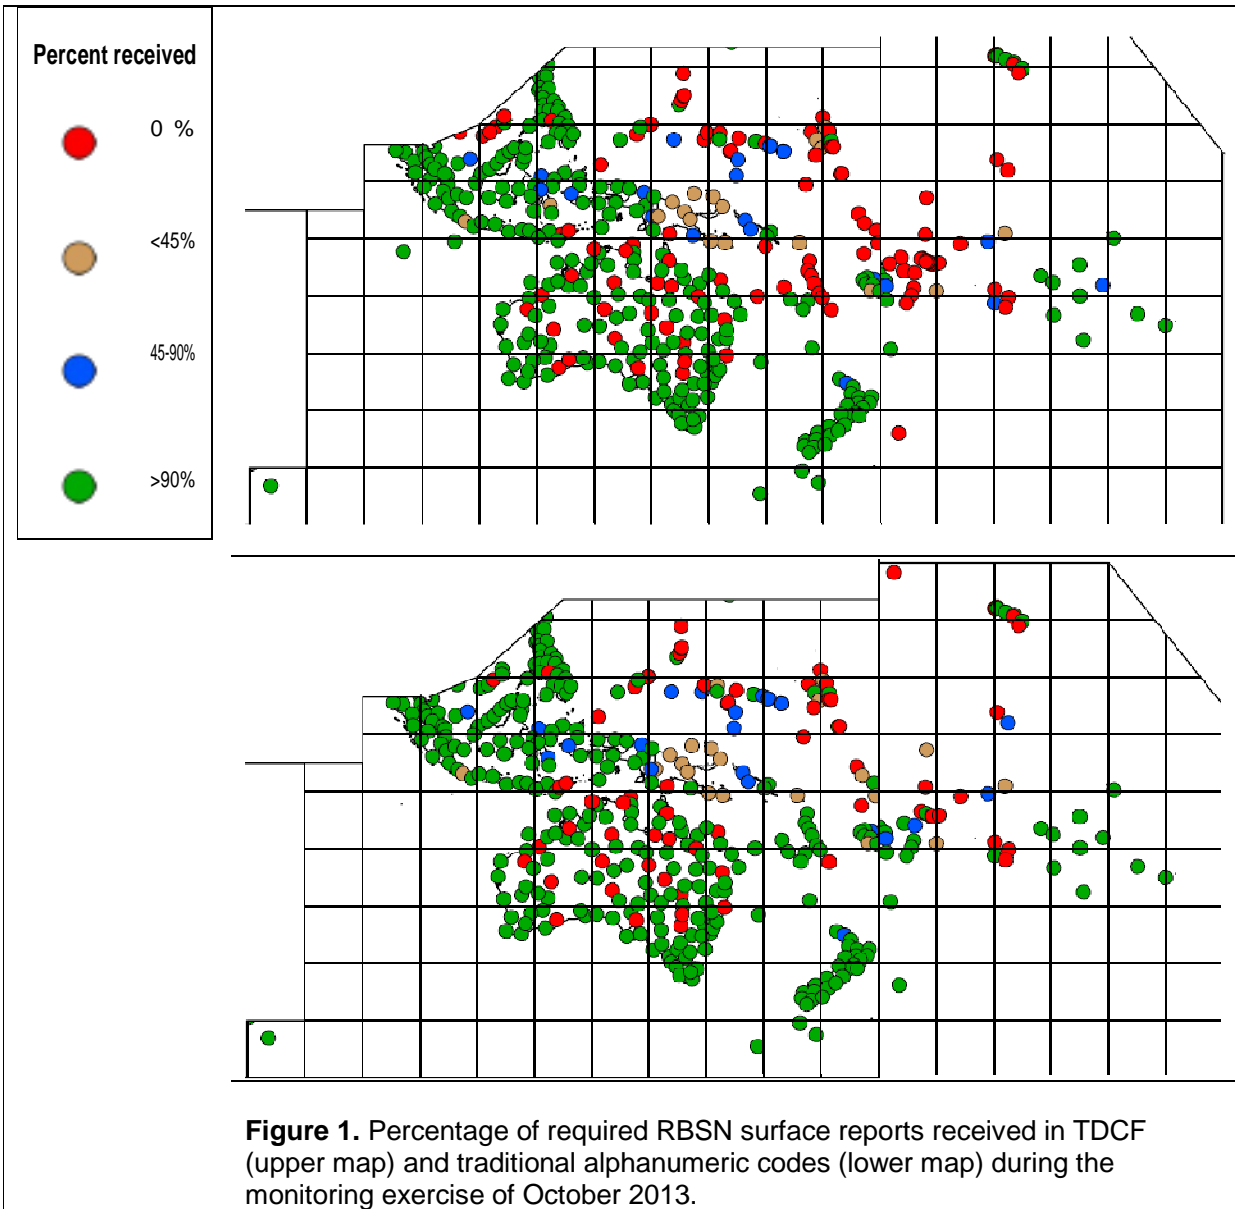 Percent received
0 %
<45%
45-90%
>90%
Figure 1. Percentage of required RBSN surface reports received in TDCF
(upper map) and traditional alphanumeric codes (lower map) during the
monitoring exercise of October 2013.